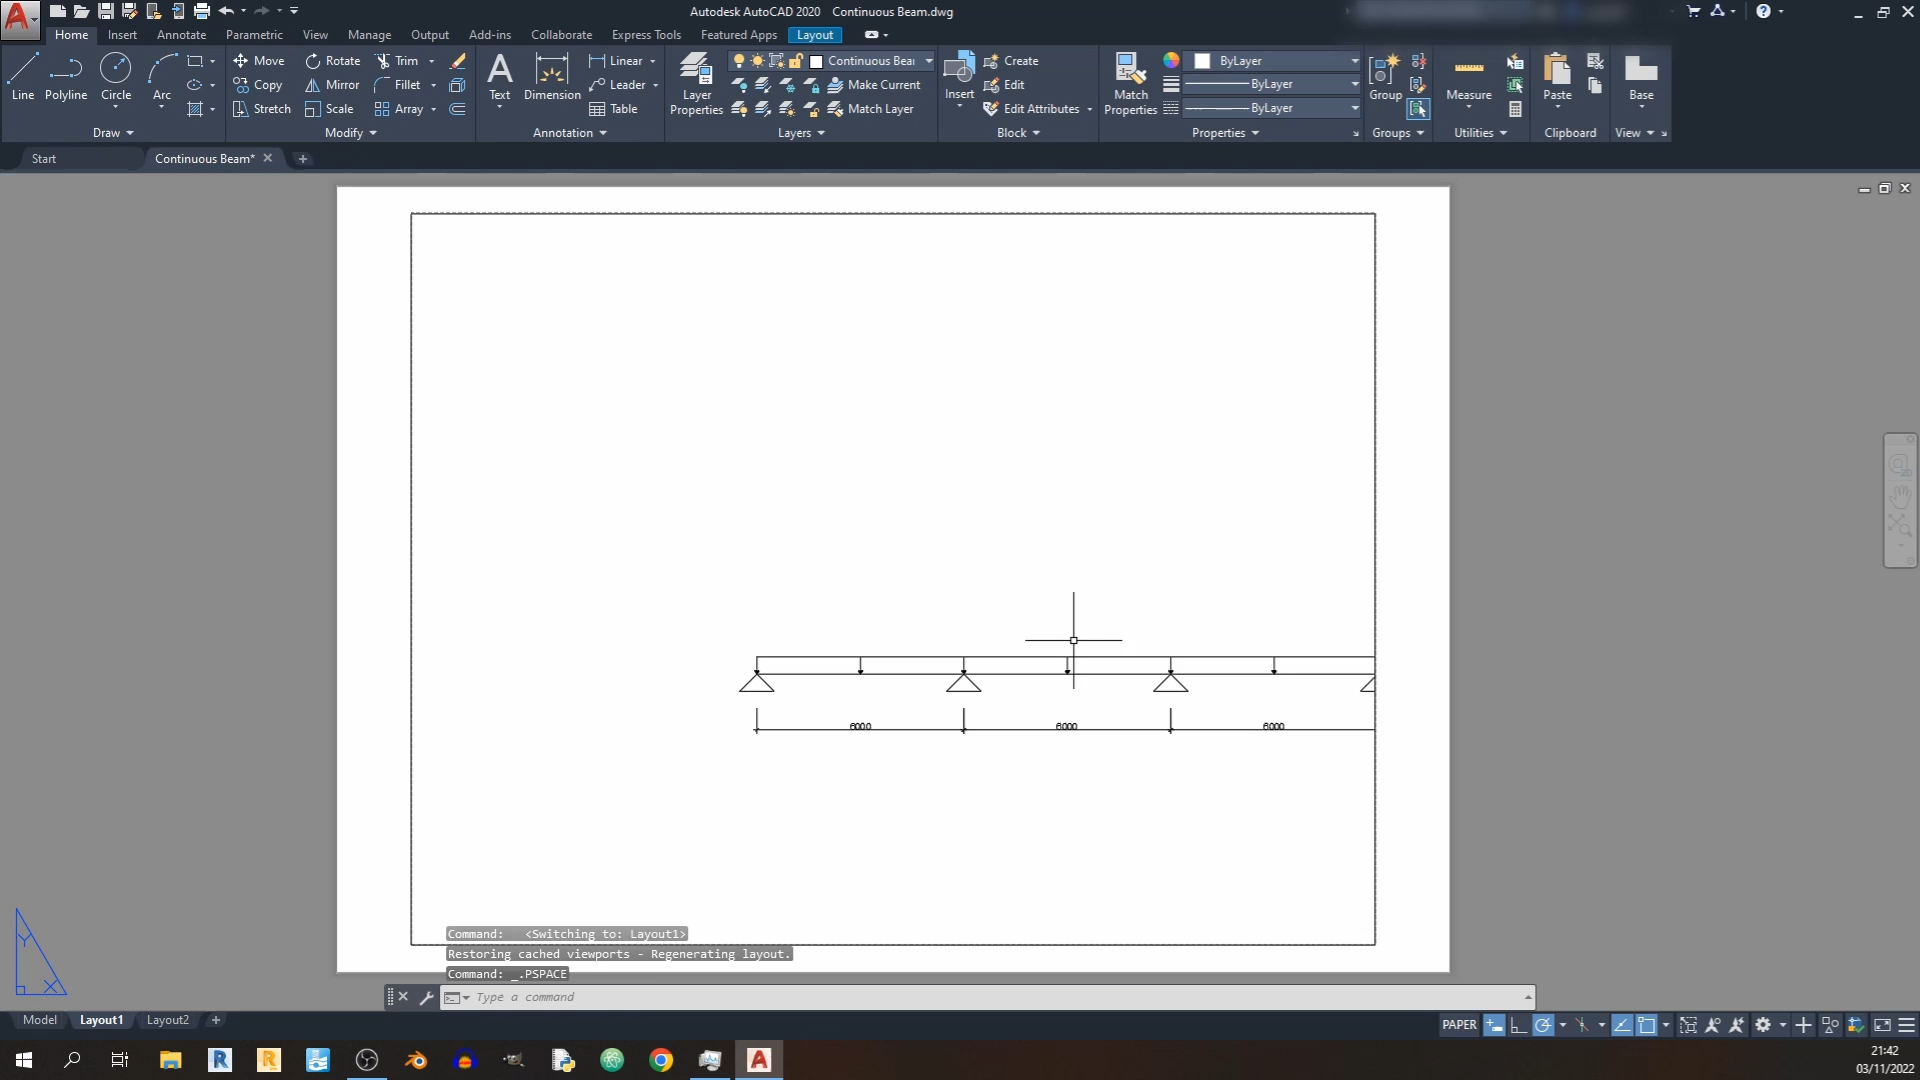 Autodesk AutoCAD 2020 Continuous Beam.dwg
Home Insert Annotate Parametric View Manage Output Add-ins Collaborate Express Tools Featured Apps Layout
Line Polyline Circle Arc
Move Rotate Trim
Copy Mirror Fillet
Stretch Scale Array
Text Dimension
Linear
Leader
Table
Layer Properties
Continuous Bear
Make Current
Match Layer
Insert
Create
Edit
Edit Attributes
Match Properties
ByLayer
ByLayer
ByLayer
Group Measure Paste Base
Draw Modify Annotation Layers Block Properties Groups Utilities Clipboard View
Start Continuous Beam*
6000 6000 6000
Command: <Switching to: Layout1>
Restoring cached viewports - Regenerating layout.
Command: _.PSPACE
Type a command
Y
X
Model Layout1 Layout2
PAPER
21:42
03/11/2022